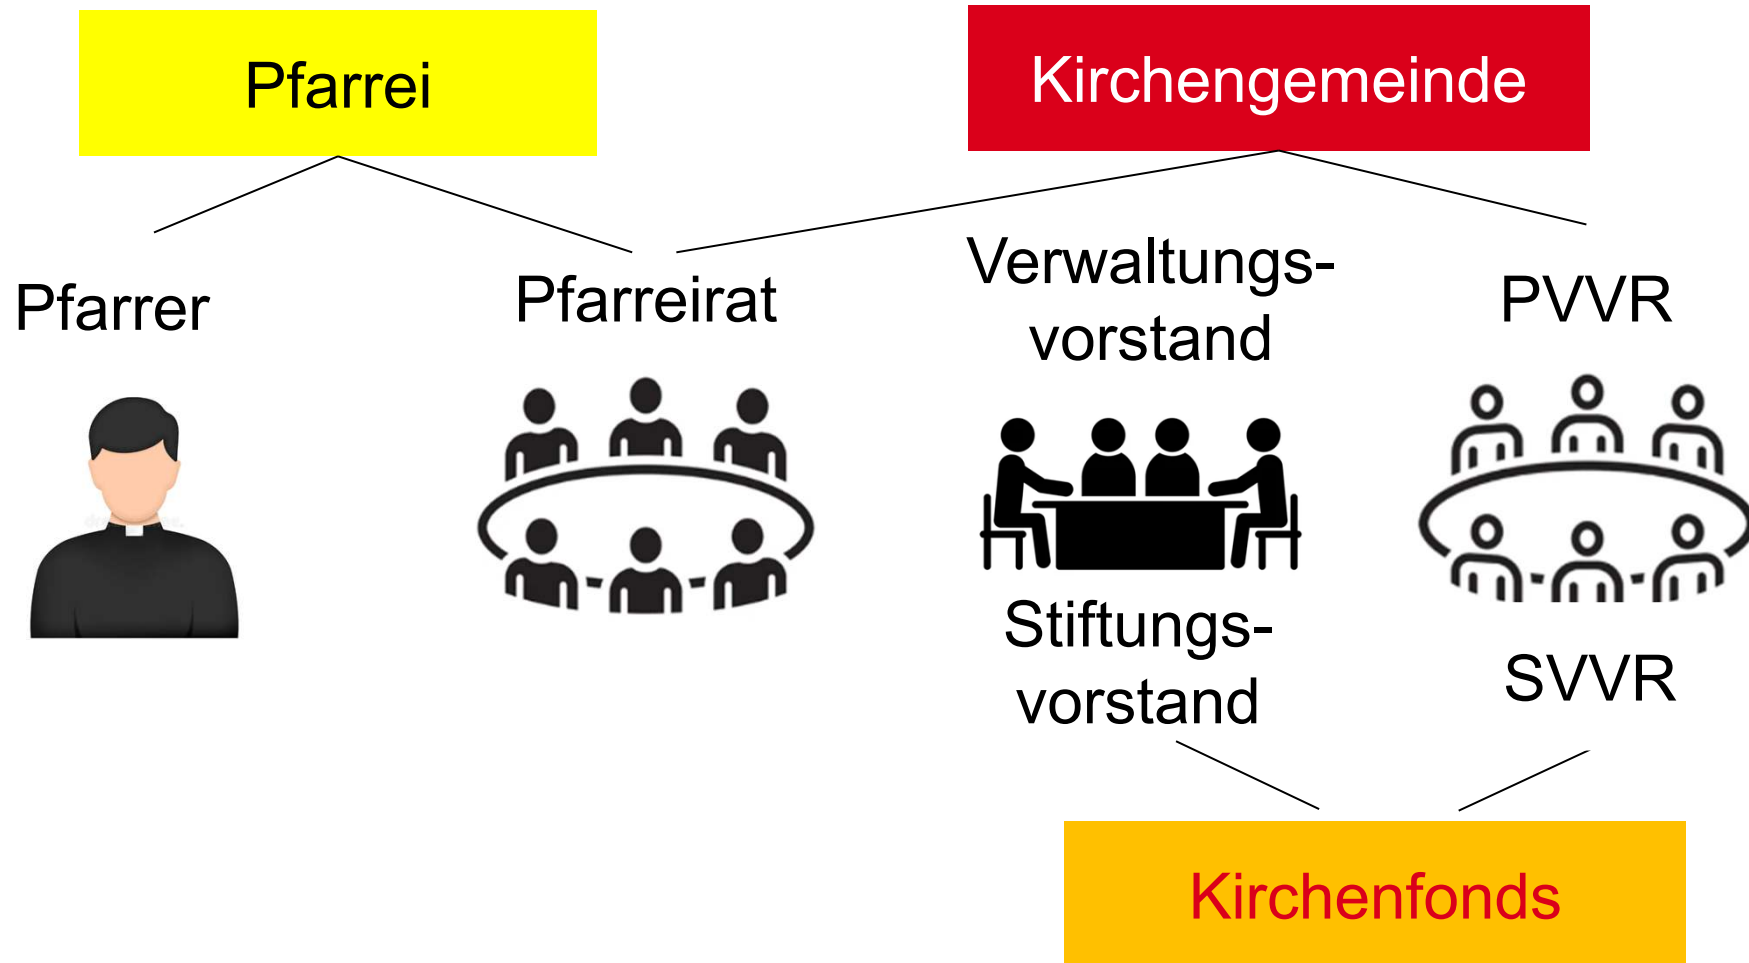 Pfarrei
Kirchengemeinde
Pfarrer
Pfarreirat
Verwaltungs-
vorstand
PVVR
Stiftungs-
vorstand
SVVR
Kirchenfonds